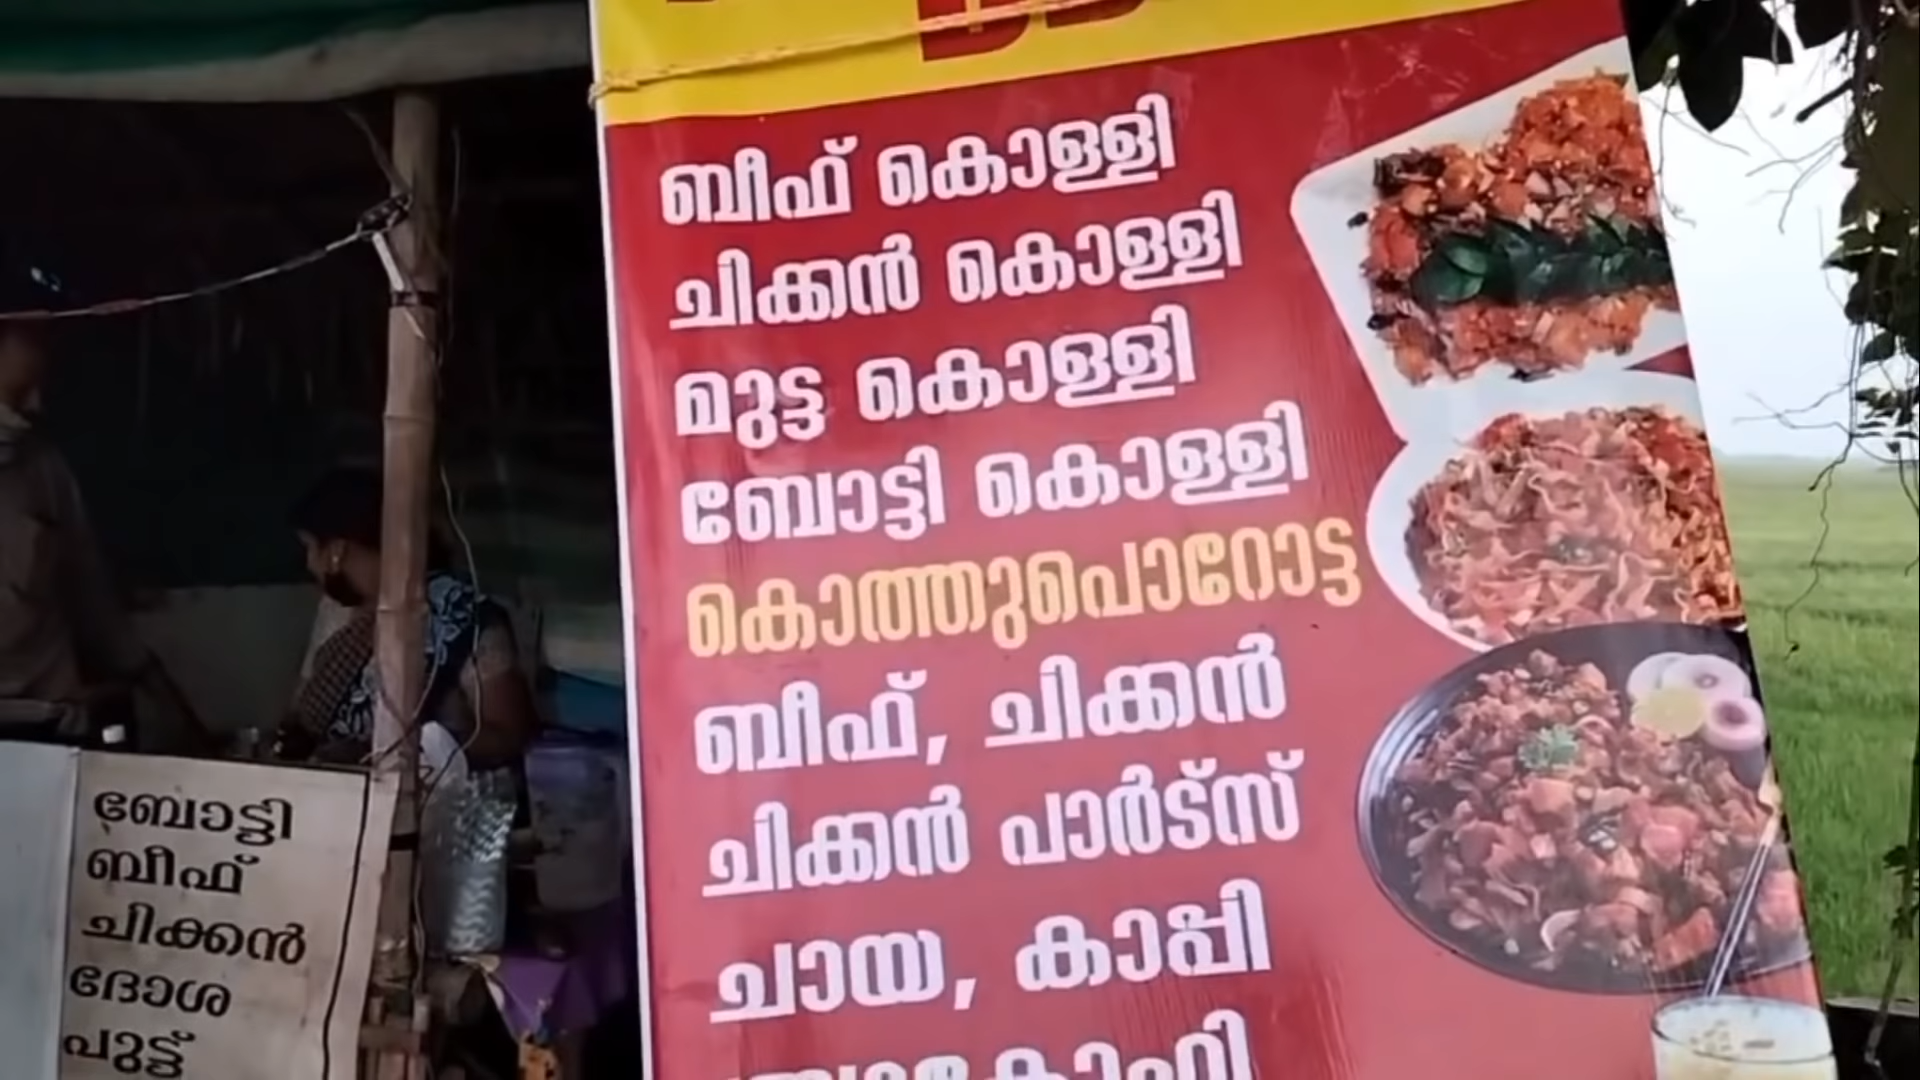 ബീഫ് കൊള്ളി
ചിക്കൻ കൊള്ളി
മുട്ട കൊള്ളി
ബോട്ടി കൊള്ളി
കൊത്തുപൊറോട്ട
ബീഫ്, ചിക്കൻ
ചിക്കൻ പാർട്സ്
ചായ, കാപ്പി
ബോട്ടി
ബീഫ്
ചിക്കൻ
ദോശ
പുട്ട്